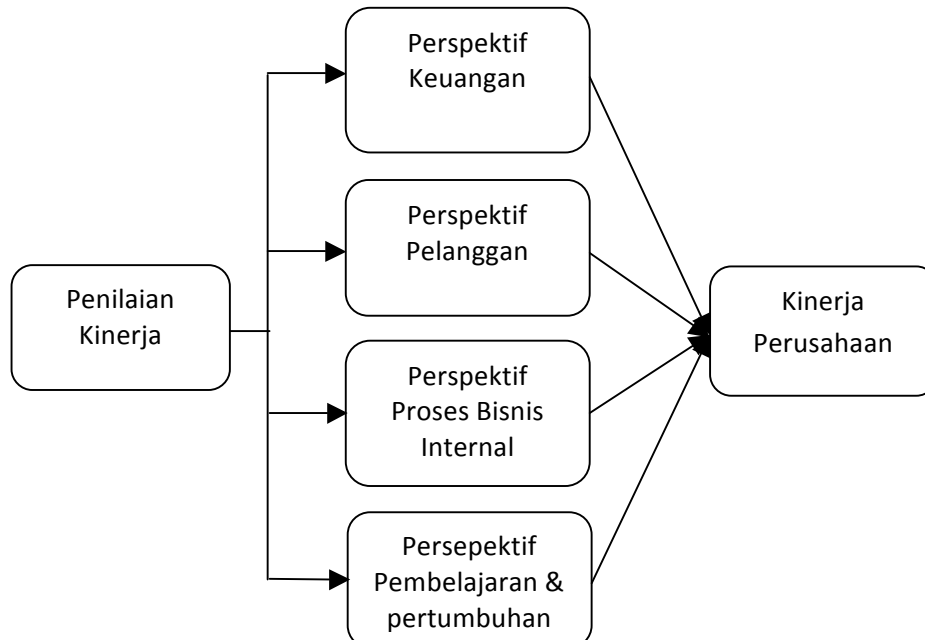 Perspektif
Keuangan
Perspektif
Pelanggan
Penilaian
Kinerja
Kinerja
Perusahaan
Perspektif
Proses Bisnis
Internal
Persepektif
Pembelajaran &
pertumbuhan